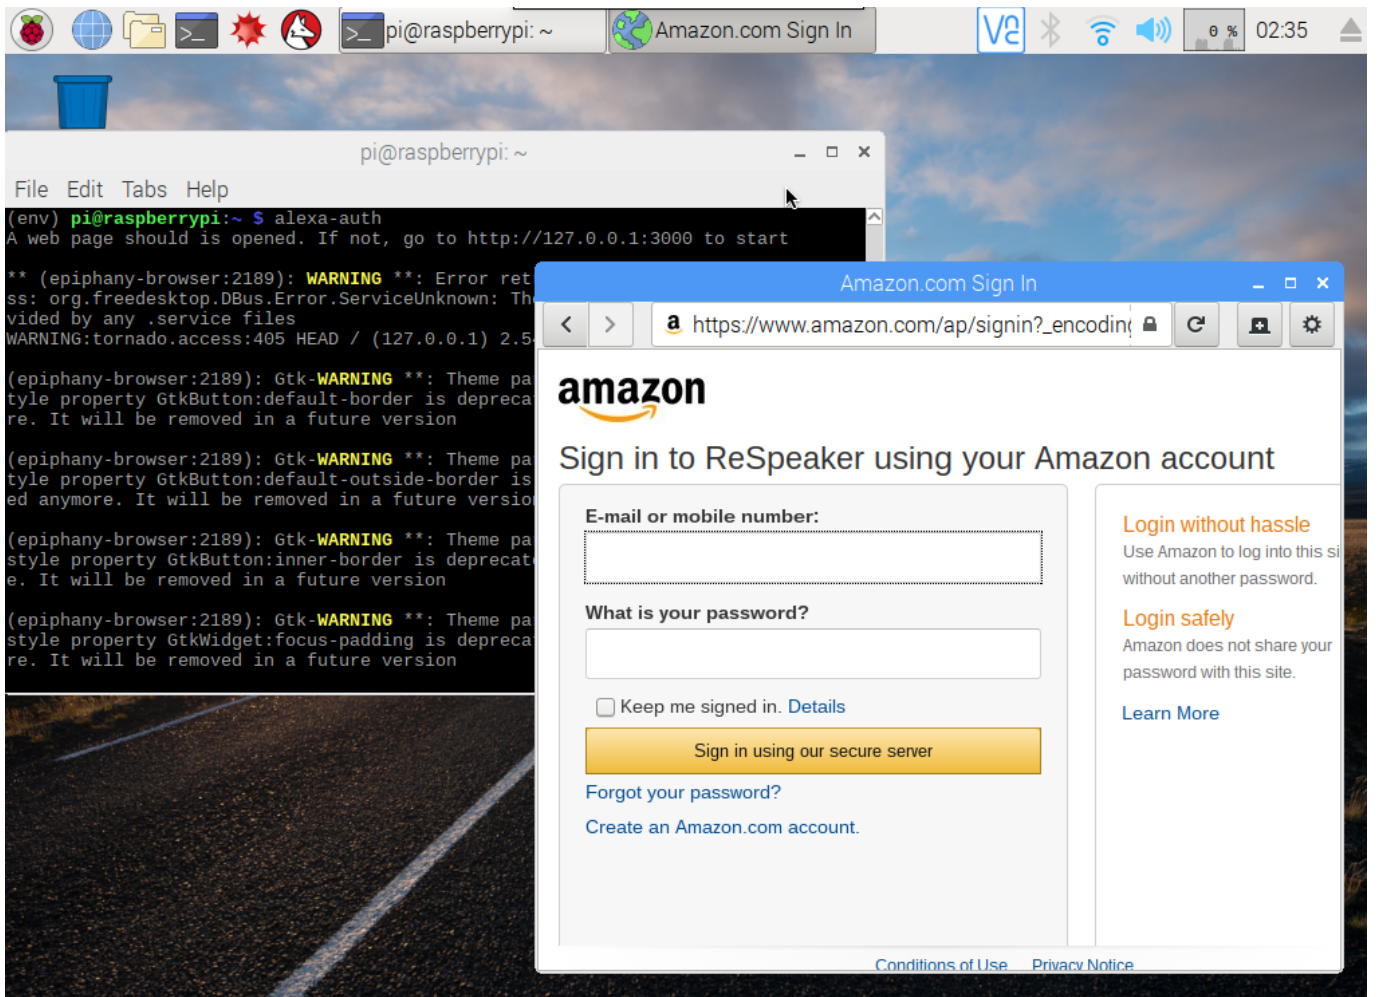 pi@raspberrypi: ~
Amazon.com Sign In
0 %
02:35
pi@raspberrypi: ~
File Edit Tabs Help
(env) pi@raspberrypi:~ $ alexa-auth
A web page should is opened. If not, go to http://127.0.0.1:3000 to start
** (epiphany-browser:2189): WARNING **: Error ret
ss: org.freedesktop.DBus.Error.ServiceUnknown: Th
vided by any .service files
WARNING:tornado.access:405 HEAD / (127.0.0.1) 2.5
(epiphany-browser:2189): Gtk-WARNING **: Theme pa
tyle property GtkButton:default-border is depreca
re. It will be removed in a future version
(epiphany-browser:2189): Gtk-WARNING **: Theme pa
tyle property GtkButton:default-outside-border is
ed anymore. It will be removed in a future versio
(epiphany-browser:2189): Gtk-WARNING **: Theme pa
style property GtkButton:inner-border is deprecat
e. It will be removed in a future version
(epiphany-browser:2189): Gtk-WARNING **: Theme pa
style property GtkWidget:focus-padding is depreca
re. It will be removed in a future version
Amazon.com Sign In
https://www.amazon.com/ap/signin?_encoding
amazon
Sign in to ReSpeaker using your Amazon account
E-mail or mobile number:
What is your password?
Keep me signed in. Details
Sign in using our secure server
Forgot your password?
Create an Amazon.com account.
Login without hassle
Use Amazon to log into this si
without another password.
Login safely
Amazon does not share your
password with this site.
Learn More
Conditions of Use Privacy Notice